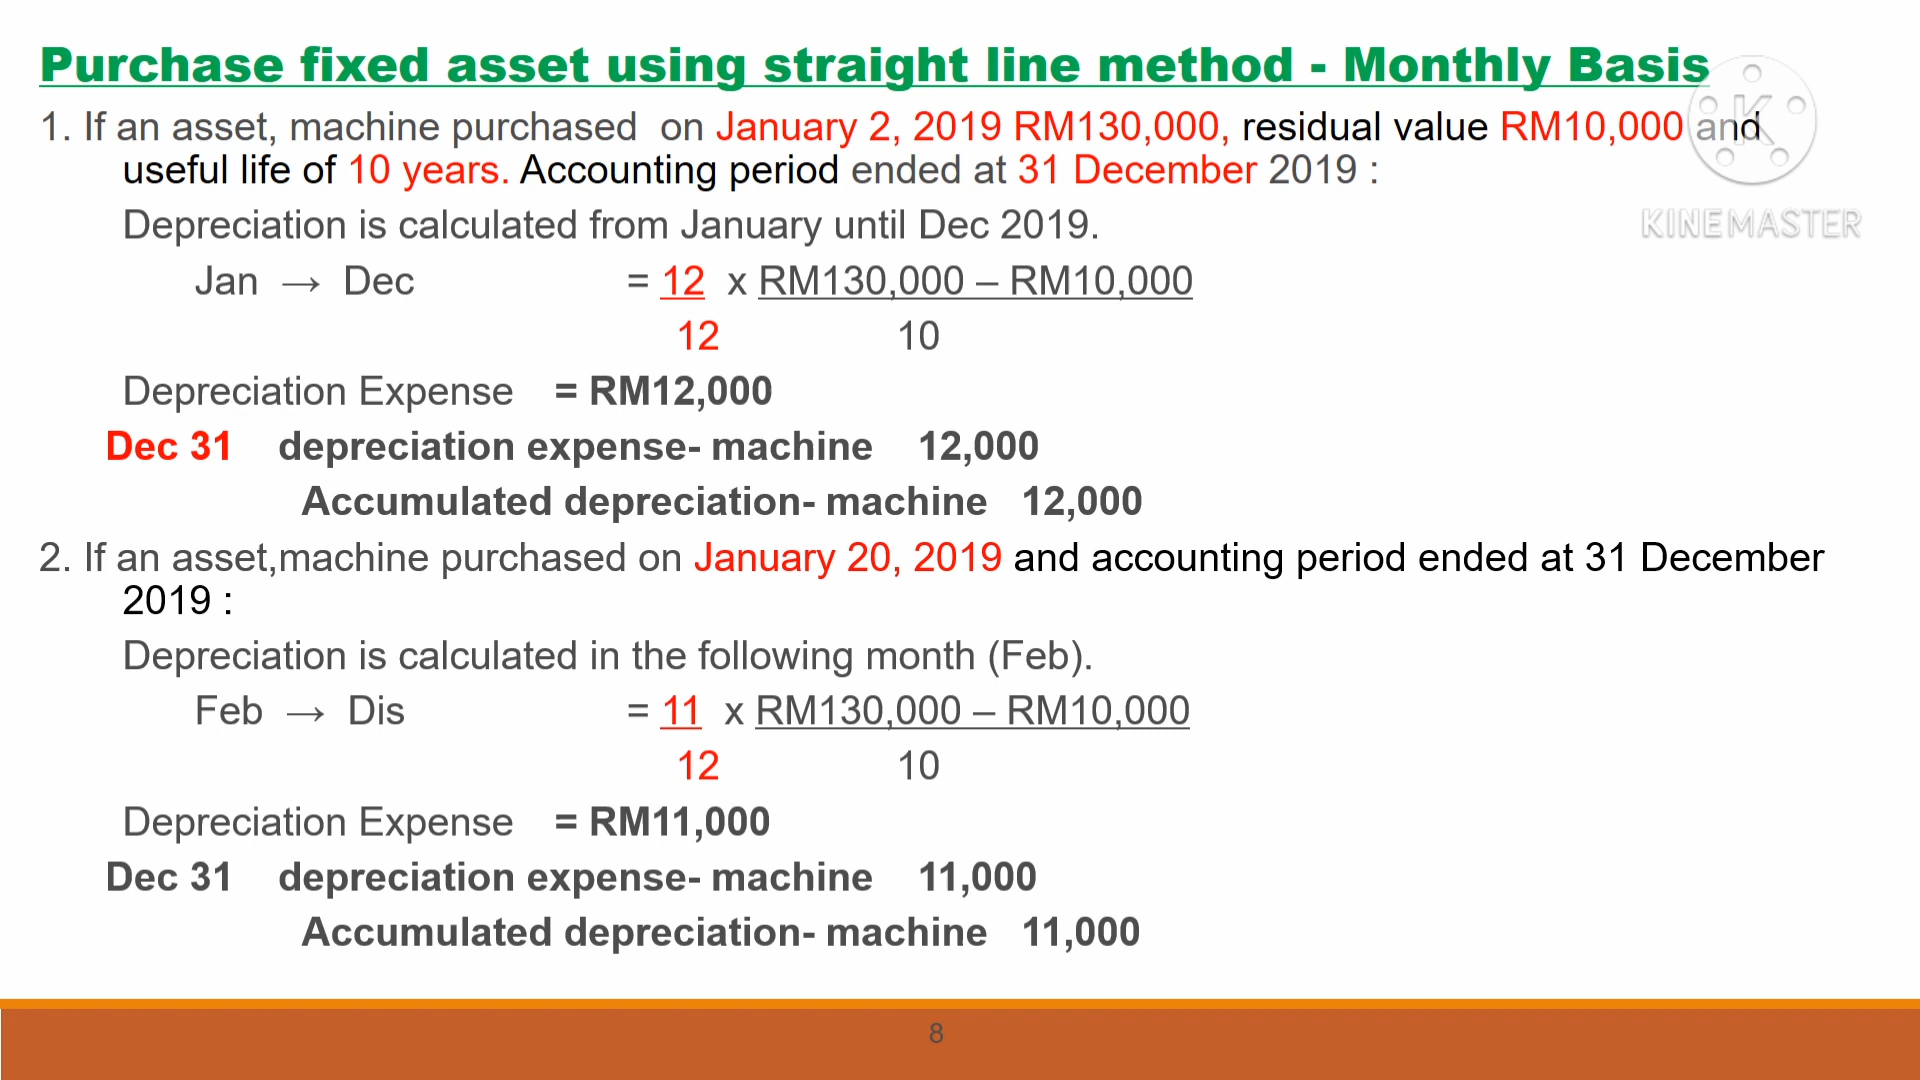 Purchase fixed asset using straight line method - Monthly Basis
1. If an asset, machine purchased on January 2, 2019 RM130,000, residual value RM10,000 and
useful life of 10 years. Accounting period ended at 31 December 2019 :
Depreciation is calculated from January until Dec 2019.
Jan → Dec = 12 x RM130,000 – RM10,000
12 10
Depreciation Expense = RM12,000
Dec 31 depreciation expense- machine 12,000
Accumulated depreciation- machine 12,000
2. If an asset,machine purchased on January 20, 2019 and accounting period ended at 31 December
2019 :
Depreciation is calculated in the following month (Feb).
Feb → Dis = 11 x RM130,000 – RM10,000
12 10
Depreciation Expense = RM11,000
Dec 31 depreciation expense- machine 11,000
Accumulated depreciation- machine 11,000
8
K
KINEMASTER